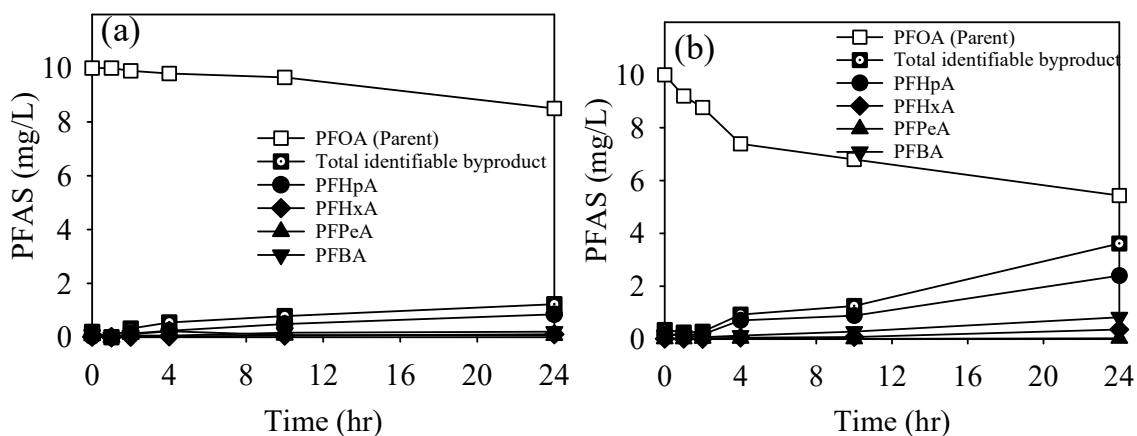 (a)
PFAS (mg/L)
10
8
6
4
2
0
PFOA (Parent)
Total identifiable byproduct
PFHpA
PFHxA
PFPeA
PFBA
0 4 8 12 16 20 24
Time (hr)
(b)
PFAS (mg/L)
10
8
6
4
2
0
PFOA (Parent)
Total identifiable byproduct
PFHpA
PFHxA
PFPeA
PFBA
0 4 8 12 16 20 24
Time (hr)